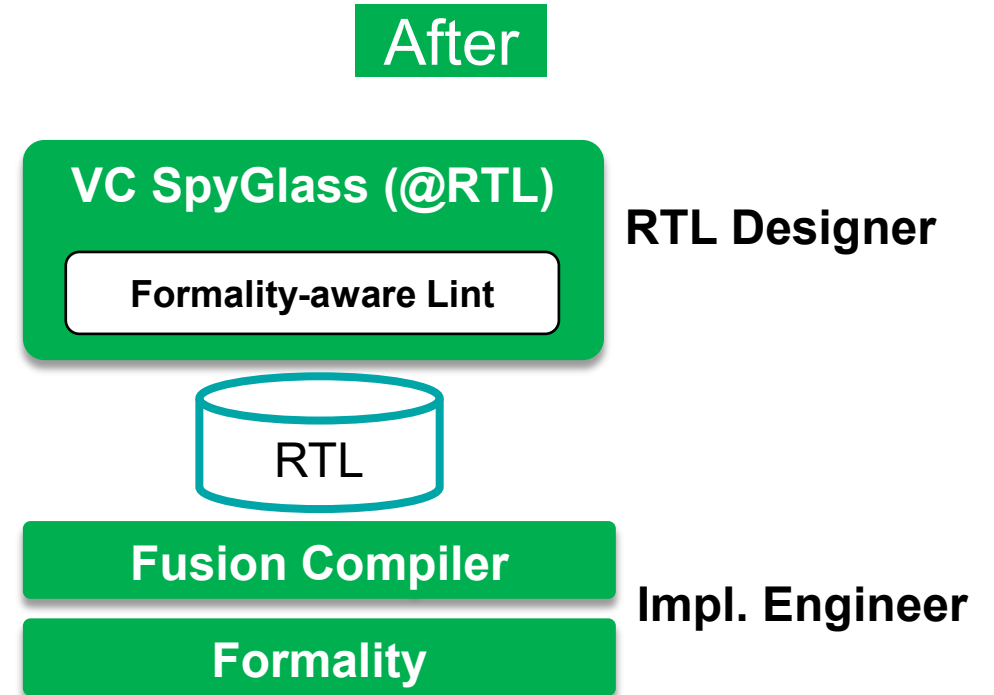 After
VC SpyGlass (@RTL)
RTL Designer
Formality-aware Lint
RTL
Fusion Compiler
Impl. Engineer
Formality